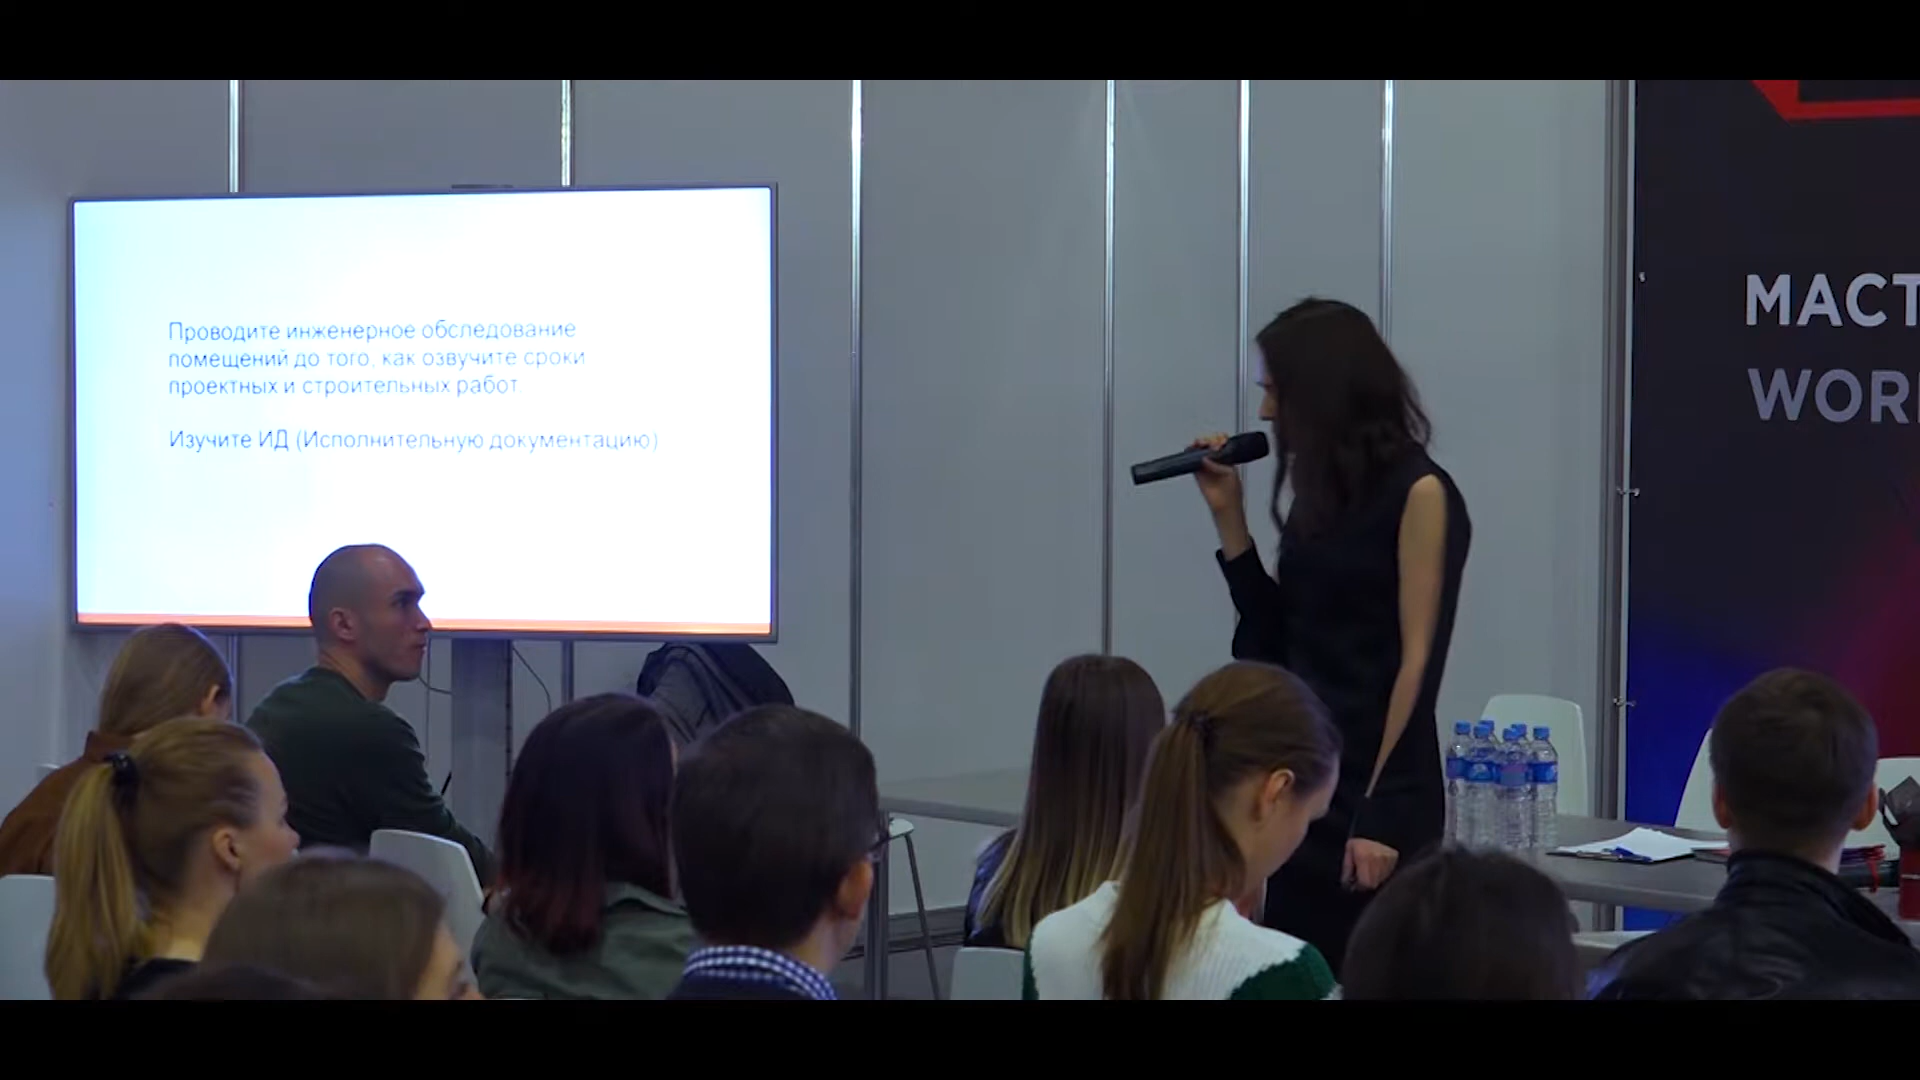 Проводите инженерное обследование
помещений до того, как озвучите сроки
проектных и строительных работ.
Изучите ИД (Исполнительную документацию)
МАСТ
WOR